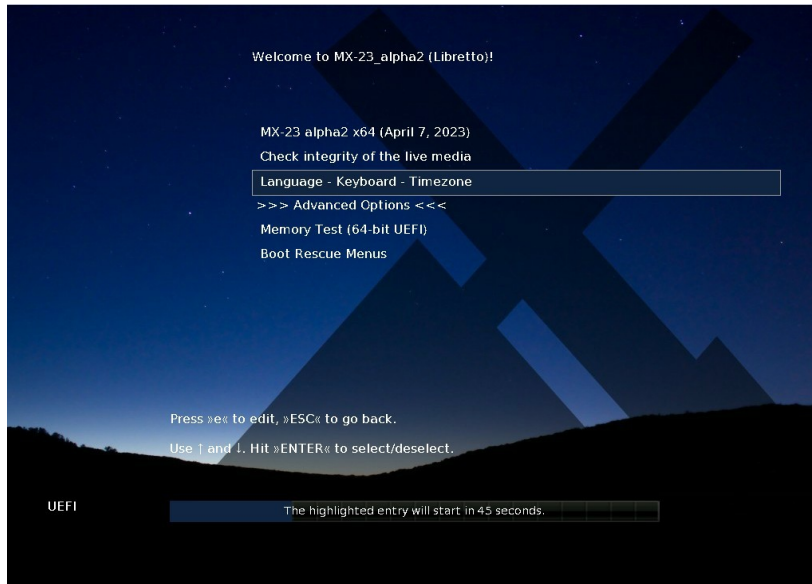 Welcome to MX-23_alpha2 (Libretto)!
MX-23 alpha2 x64 (April 7, 2023)
Check integrity of the live media
Language - Keyboard - Timezone
>>> Advanced Options <<<
Memory Test (64-bit UEFI)
Boot Rescue Menus
Press »e« to edit, »ESC« to go back.
Use ↑ and ↓. Hit »ENTER« to select/deselect.
UEFI
The highlighted entry will start in 45 seconds.